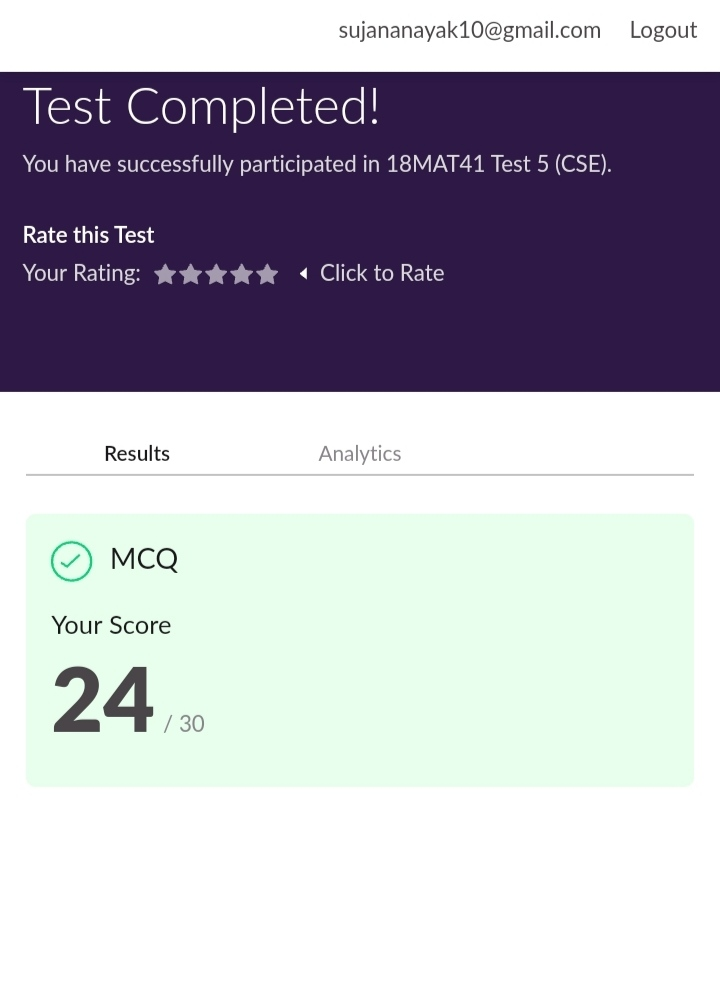 sujananayak10@gmail.com Logout
Test Completed!
You have successfully participated in 18MAT41 Test 5 (CSE).
Rate this Test
Your Rating: Click to Rate
Results Analytics
MCQ
Your Score
24 / 30